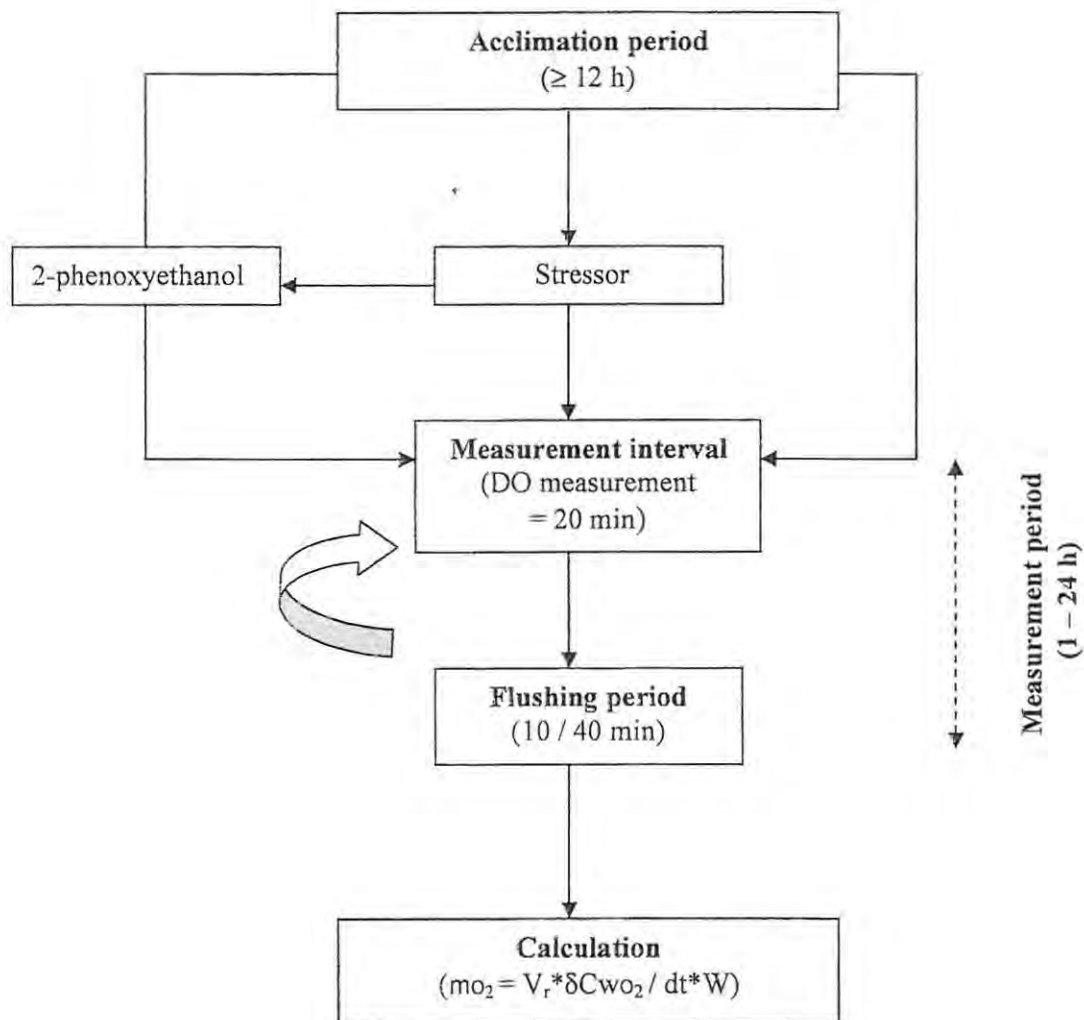 Acclimation period
(≥ 12 h)
2-phenoxyethanol
Stressor
Measurement interval
(DO measurement
= 20 min)
Measurement period
(1 – 24 h)
Flushing period
(10 / 40 min)
Calculation
(mo₂ = Vᵣ*δCwo₂ / dt*W)